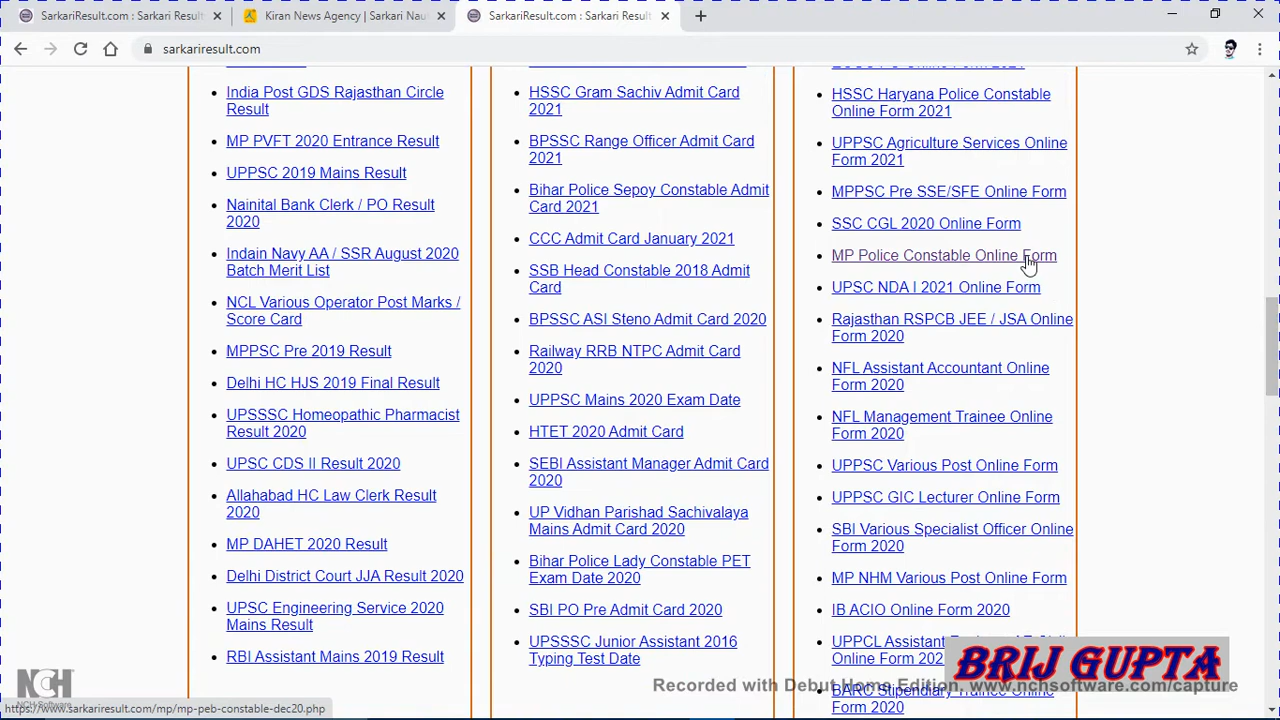 SarkariResult.com : Sarkari Result
Kiran News Agency | Sarkari Nau
SarkariResult.com : Sarkari Result
sarkariresult.com
India Post GDS Rajasthan Circle
Result
MP PVFT 2020 Entrance Result
UPPSC 2019 Mains Result
Nainital Bank Clerk / PO Result
2020
Indain Navy AA / SSR August 2020
Batch Merit List
NCL Various Operator Post Marks /
Score Card
MPPSC Pre 2019 Result
Delhi HC HJS 2019 Final Result
UPSSSC Homeopathic Pharmacist
Result 2020
UPSC CDS II Result 2020
Allahabad HC Law Clerk Result
2020
MP DAHET 2020 Result
Delhi District Court JJA Result 2020
UPSC Engineering Service 2020
Mains Result
RBI Assistant Mains 2019 Result
HSSC Gram Sachiv Admit Card
2021
BPSSC Range Officer Admit Card
2021
Bihar Police Sepoy Constable Admit
Card 2021
CCC Admit Card January 2021
SSB Head Constable 2018 Admit
Card
BPSSC ASI Steno Admit Card 2020
Railway RRB NTPC Admit Card
2020
UPPSC Mains 2020 Exam Date
HTET 2020 Admit Card
SEBI Assistant Manager Admit Card
2020
UP Vidhan Parishad Sachivalaya
Mains Admit Card 2020
Bihar Police Lady Constable PET
Exam Date 2020
SBI PO Pre Admit Card 2020
UPSSSC Junior Assistant 2016
Typing Test Date
HSSC Haryana Police Constable
Online Form 2021
UPPSC Agriculture Services Online
Form 2021
MPPSC Pre SSE/SFE Online Form
SSC CGL 2020 Online Form
MP Police Constable Online Form
UPSC NDA I 2021 Online Form
Rajasthan RSPCB JEE / JSA Online
Form 2020
NFL Assistant Accountant Online
Form 2020
NFL Management Trainee Online
Form 2020
UPPSC Various Post Online Form
UPPSC GIC Lecturer Online Form
SBI Various Specialist Officer Online
Form 2020
MP NHM Various Post Online Form
IB ACIO Online Form 2020
UPPCL Assistant
Online Form
BARC Stipendiary Trainee Online
Form 2020
BRIJ GUPTA
NCH
NCH Software
Recorded with Debut Home Edition. www.nchsoftware.com/capture
https://www.sarkariresult.com/mp/mp-peb-constable-dec20.php